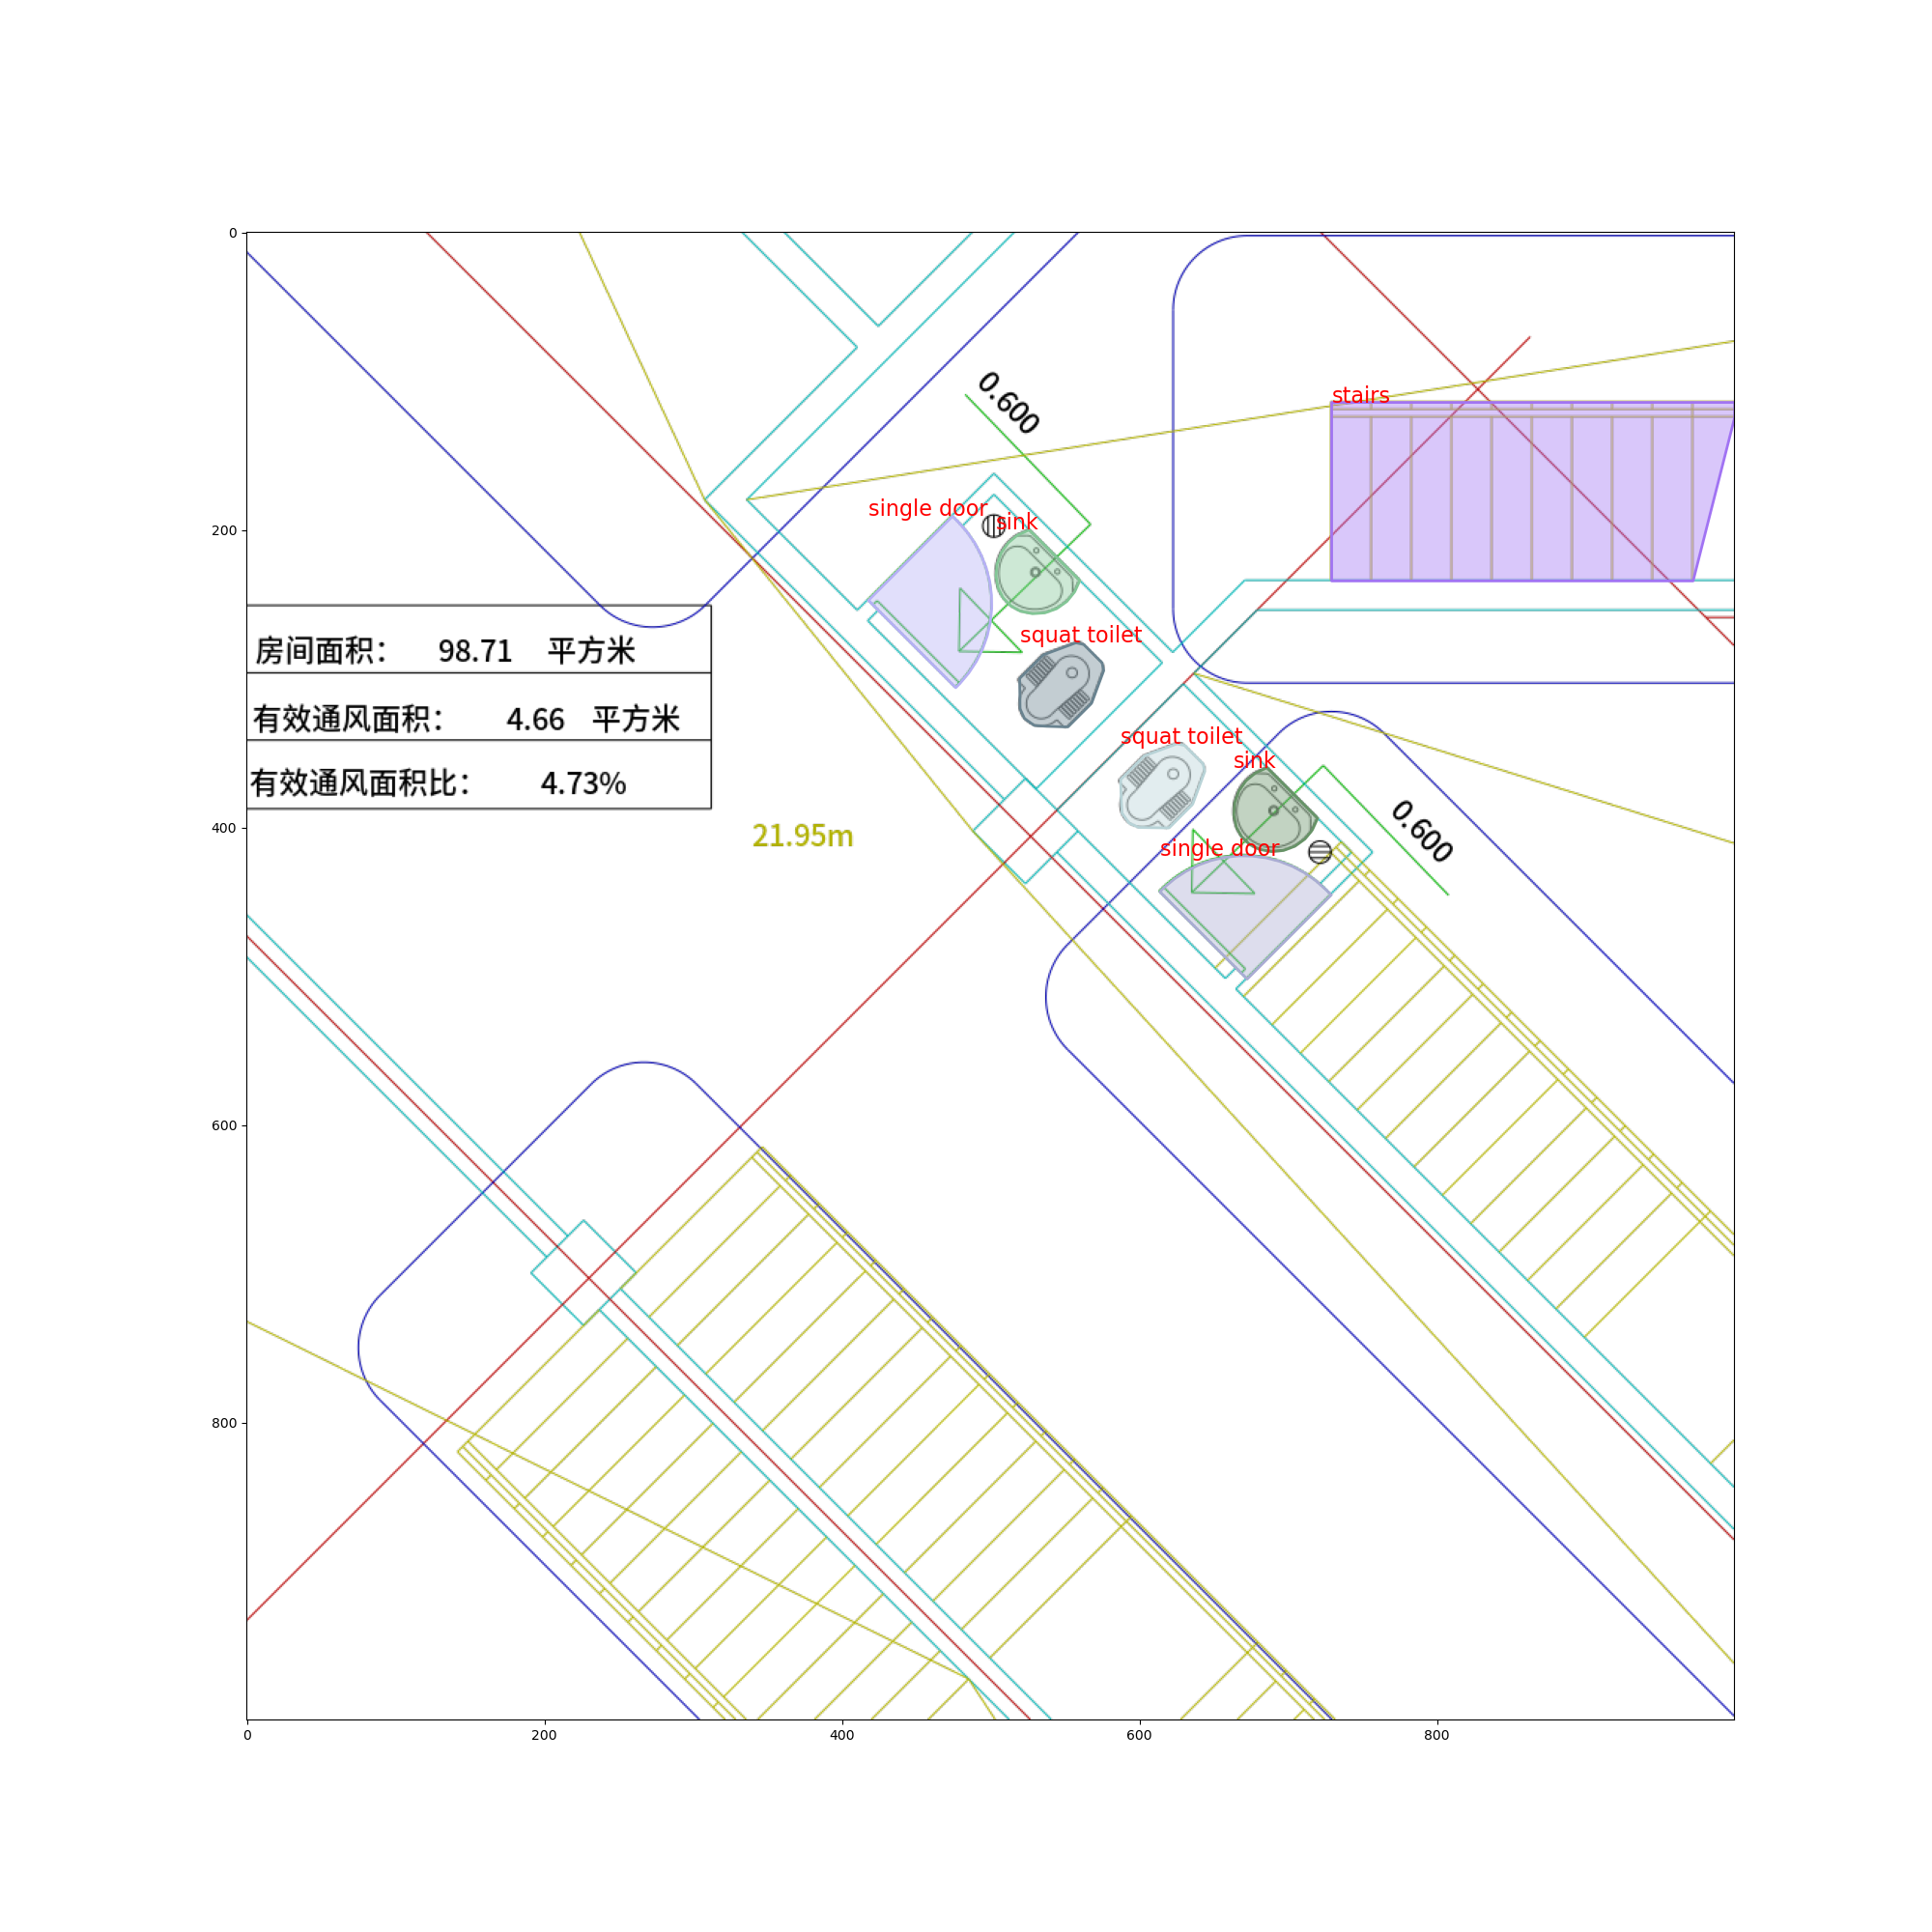 0
0.600
stairs
single door
sink
200
squat toilet
房间面积： 98.71 平方米
有效通风面积： 4.66 平方米
squat toilet
sink
有效通风面积比： 4.73%
400
21.95m
0.600
single door
600
800
0 200 400 600 800